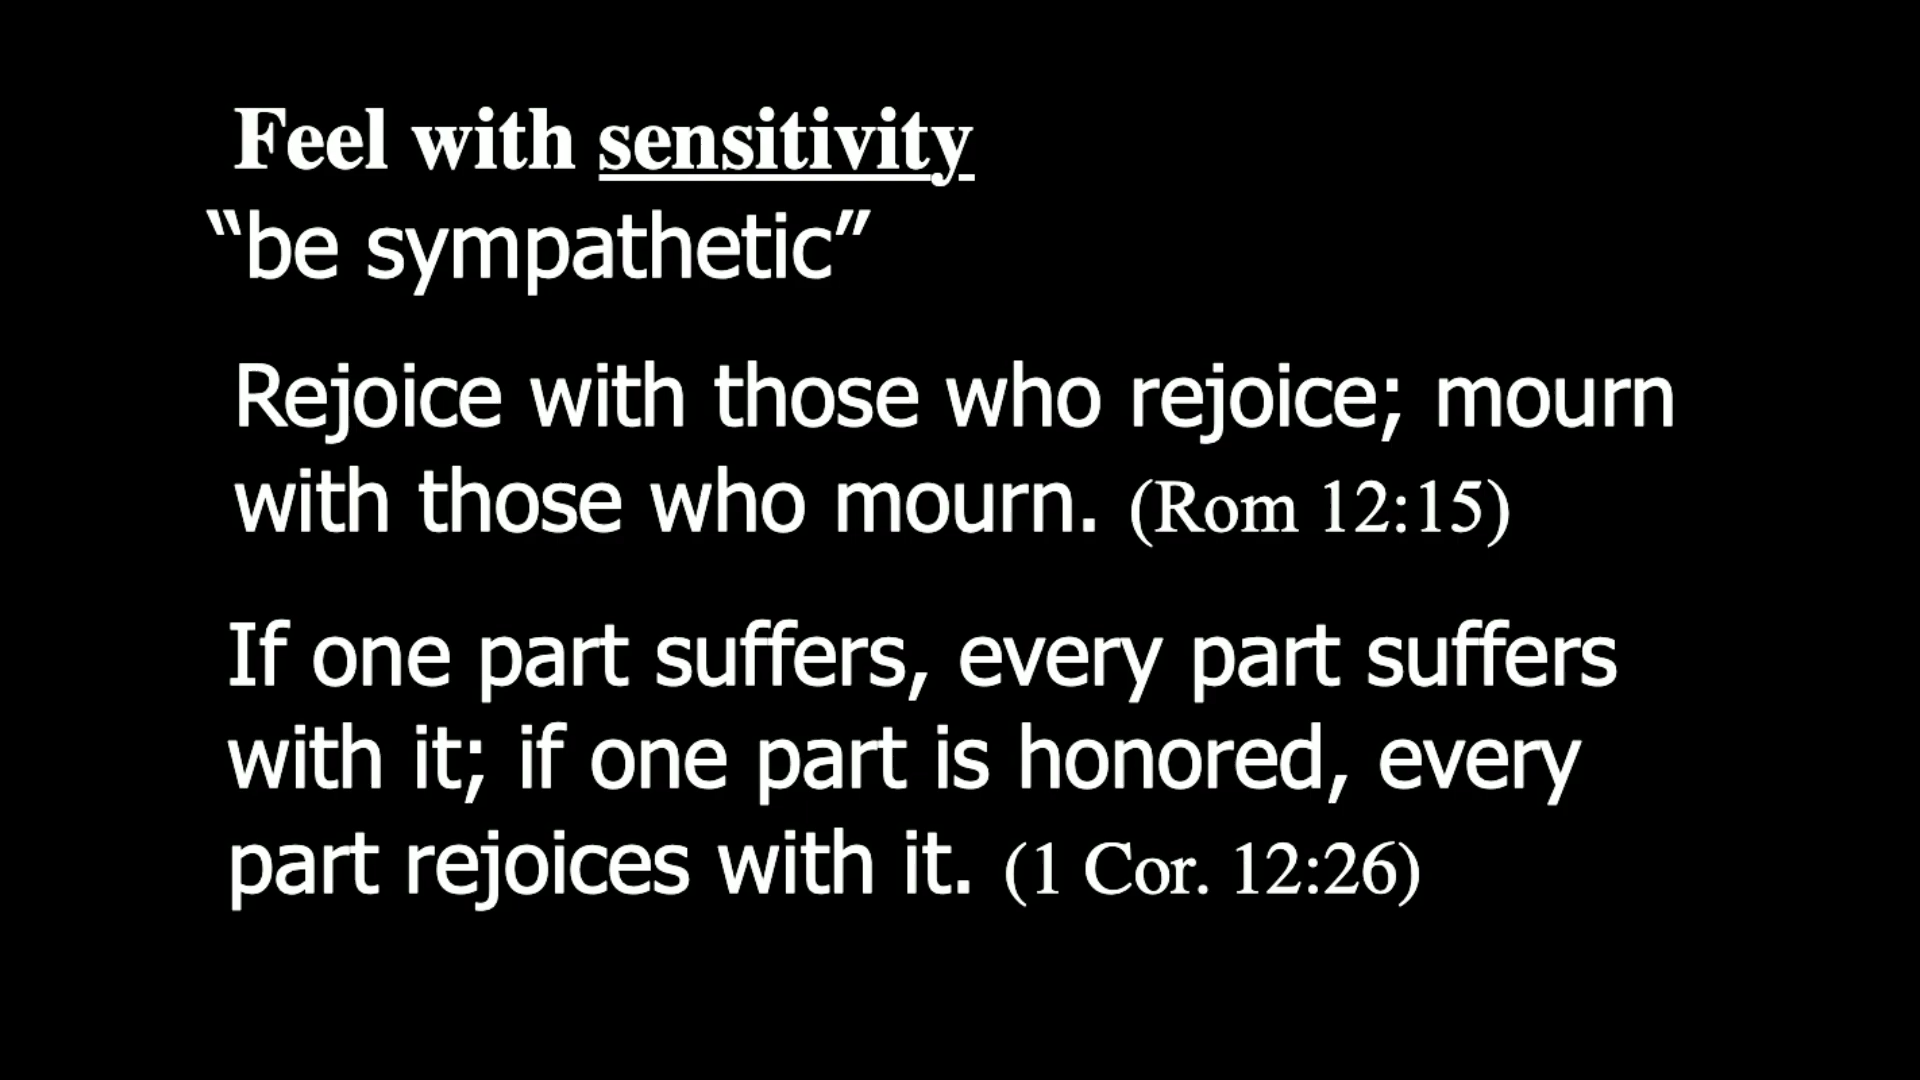 Feel with sensitivity
“be sympathetic”
Rejoice with those who rejoice; mourn
with those who mourn. (Rom 12:15)
If one part suffers, every part suffers
with it; if one part is honored, every
part rejoices with it. (1 Cor. 12:26)